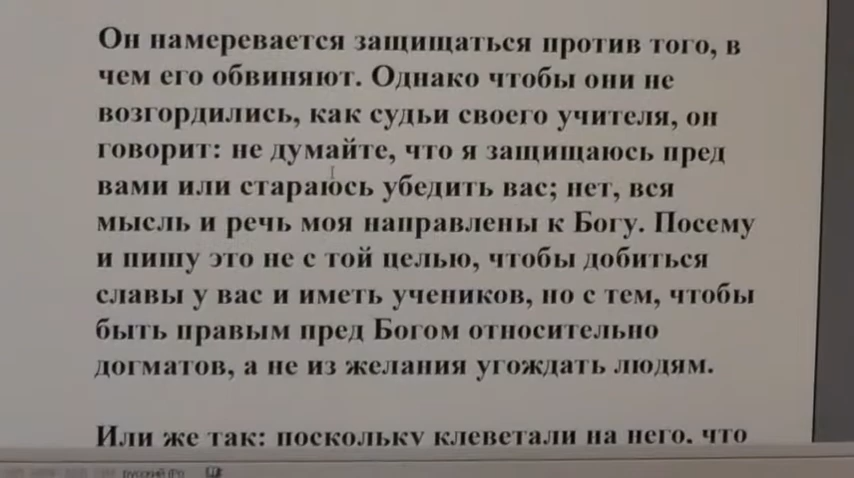 Он намеревается защищаться против того, в
чем его обвиняют. Однако чтобы они не
возгордились, как судьи своего учителя, он
говорит: не думайте, что я защищаюсь пред
вами или стараюсь убедить вас; нет, вся
мысль и речь моя направлены к Богу. Посему
и пишу это не с той целью, чтобы добиться
славы у вас и иметь учеников, но с тем, чтобы
быть правым пред Богом относительно
догматов, а не из желания угождать людям.
Или же так: поскольку клеветали на него, что
русский (Ро